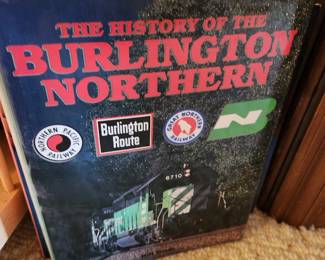 THE HISTORY OF THE
BURLINGTON
NORTHERN
NORTHERN PACIFIC
RAILWAY
Burlington
Route
GREAT NORTHERN
RAILWAY
6710